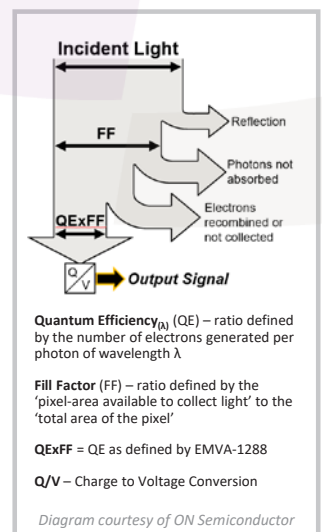 Incident Light
Reflection
FF
Photons not
absorbed
Electrons
recombined or
not collected
QExFF
Q/V
Output Signal
Quantum Efficiency(λ) (QE) – ratio defined
by the number of electrons generated per
photon of wavelength λ
Fill Factor (FF) – ratio defined by the
‘pixel-area available to collect light’ to the
‘total area of the pixel’
QExFF = QE as defined by EMVA-1288
Q/V – Charge to Voltage Conversion
Diagram courtesy of ON Semiconductor